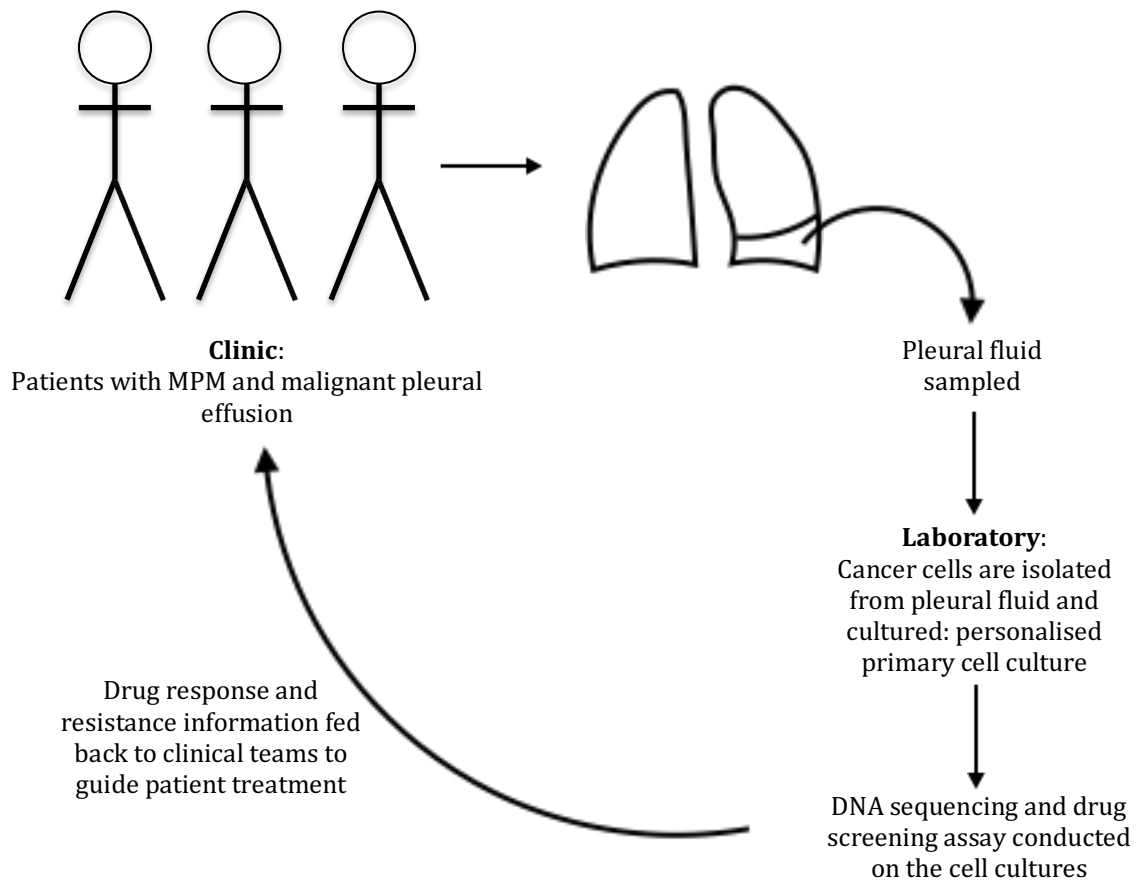 Clinic:
Patients with MPM and malignant pleural
effusion
Pleural fluid
sampled
Laboratory:
Cancer cells are isolated
from pleural fluid and
cultured: personalised
primary cell culture
DNA sequencing and drug
screening assay conducted
on the cell cultures
Drug response and
resistance information fed
back to clinical teams to
guide patient treatment